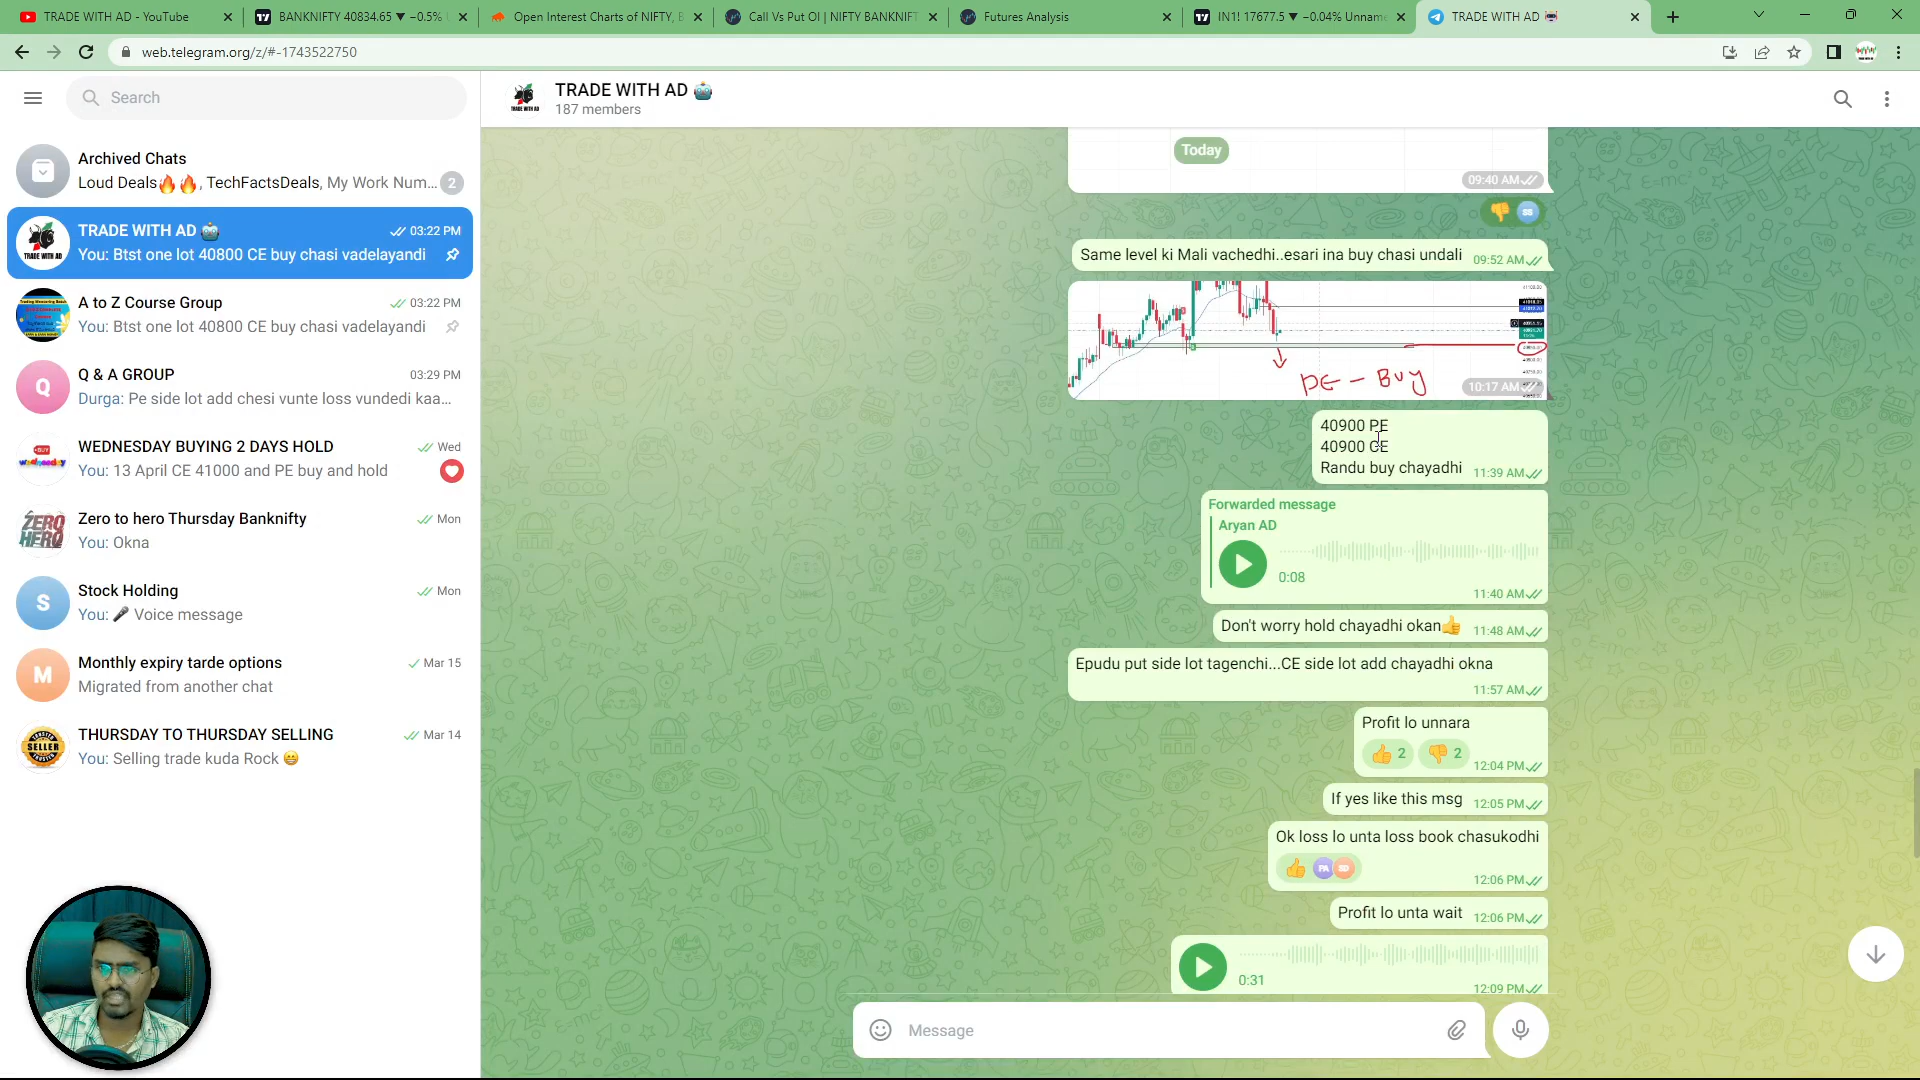 TRADE WITH AD - YouTube
BANKNIFTY 40834.65 ▼ −0.5%
Open Interest Charts of NIFTY, B
Call Vs Put OI | NIFTY BANKNIFT
Futures Analysis
IN1! 17677.5 ▼ −0.04% Unnam
TRADE WITH AD
web.telegram.org/z/#-1743522750
Search
Archived Chats
Loud Deals🔥🔥, TechFactsDeals, My Work Num... 2
TRADE WITH AD 🤖 03:22 PM
You: Btst one lot 40800 CE buy chasi vadelayandi
A to Z Course Group 03:22 PM
You: Btst one lot 40800 CE buy chasi vadelayandi
Q
Q & A GROUP 03:29 PM
Durga: Pe side lot add chesi vunte loss vundedi kaa...
WEDNESDAY BUYING 2 DAYS HOLD Wed
You: 13 April CE 41000 and PE buy and hold
ZERO
HERO
Zero to hero Thursday Banknifty Mon
You: Okna
S
Stock Holding Mon
You: 🎤 Voice message
M
Monthly expiry tarde options Mar 15
Migrated from another chat
SELLER
THURSDAY TO THURSDAY SELLING Mar 14
You: Selling trade kuda Rock 😁
TRADE WITH AD 🤖
187 members
Today
09:40 AM
👎 SS
Same level ki Mali vachedhi..esari ina buy chasi undali 09:52 AM
PE - Buy
10:17 AM
40900 PE
40900 CE
Randu buy chayadhi 11:39 AM
Forwarded message
Aryan AD
0:08
11:40 AM
Don't worry hold chayadhi okan👍 11:48 AM
Epudu put side lot tagenchi...CE side lot add chayadhi okna
11:57 AM
Profit lo unnara
👍 2 👎 2
12:04 PM
If yes like this msg 12:05 PM
Ok loss lo unta loss book chasukodhi
👍 PA
12:06 PM
Profit lo unta wait 12:06 PM
0:31
12:09 PM
Message